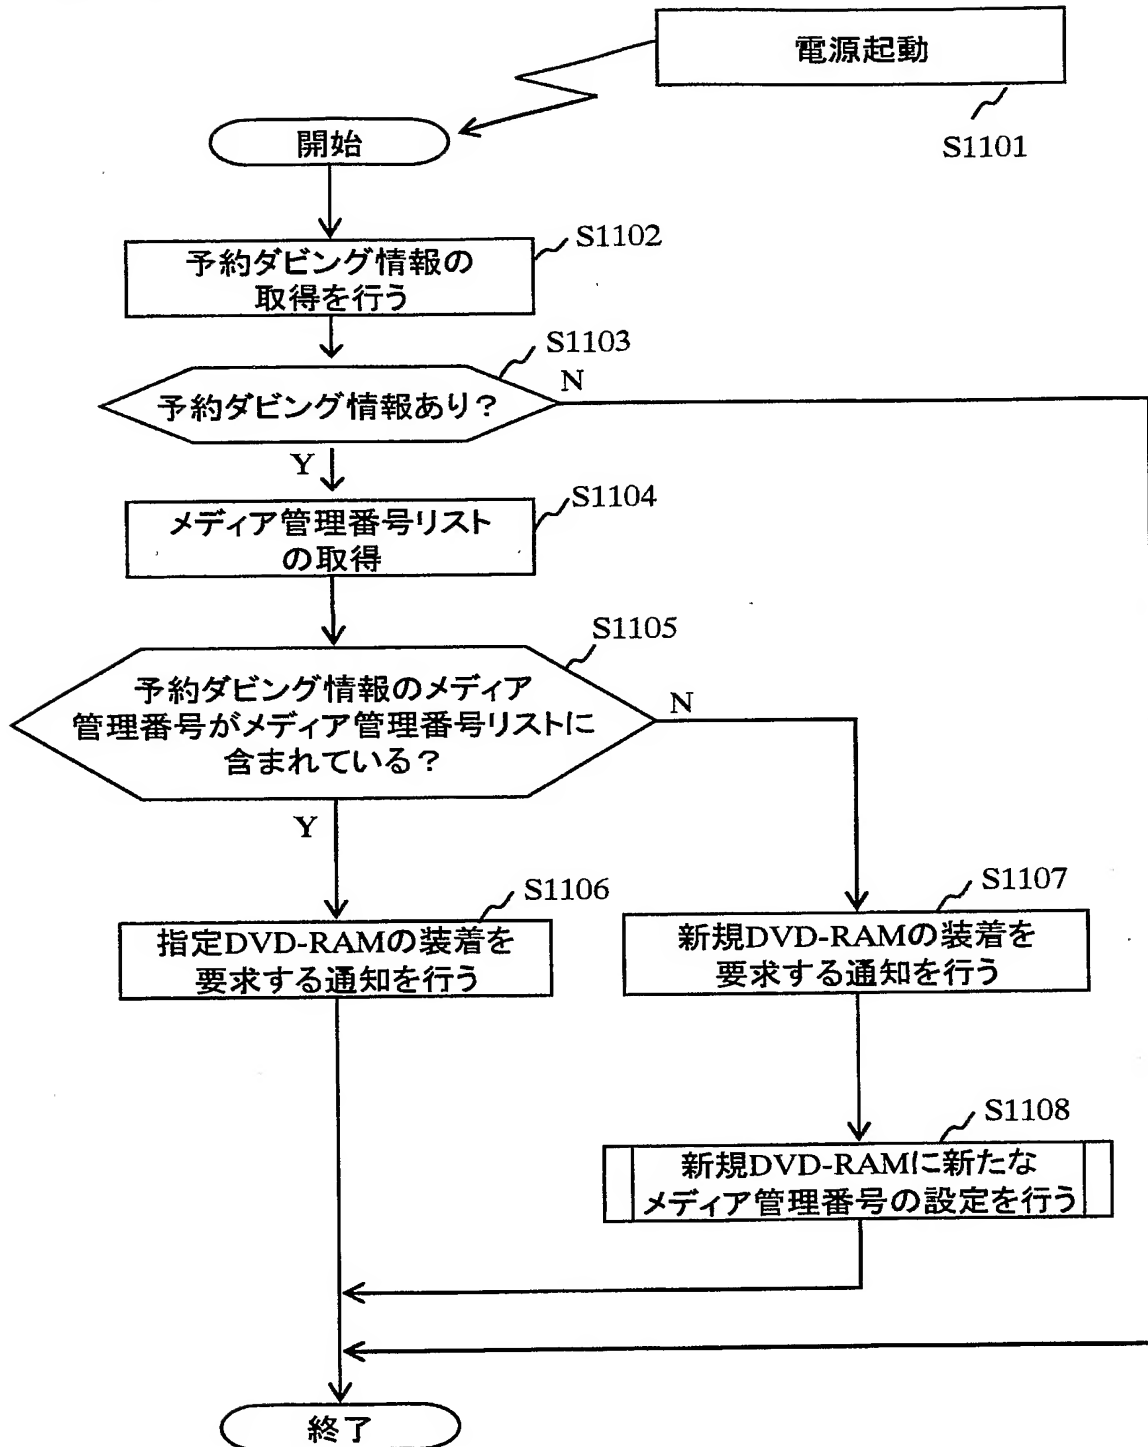 電源起動
S1101
開始
S1102
予約ダビング情報の
取得を行う
S1103
予約ダビング情報あり?
N
Y
S1104
メディア管理番号リスト
の取得
S1105
予約ダビング情報のメディア
管理番号がメディア管理番号リストに
含まれている?
N
Y
S1106
指定DVD-RAMの装着を
要求する通知を行う
S1107
新規DVD-RAMの装着を
要求する通知を行う
S1108
新規DVD-RAMに新たな
メディア管理番号の設定を行う
終了